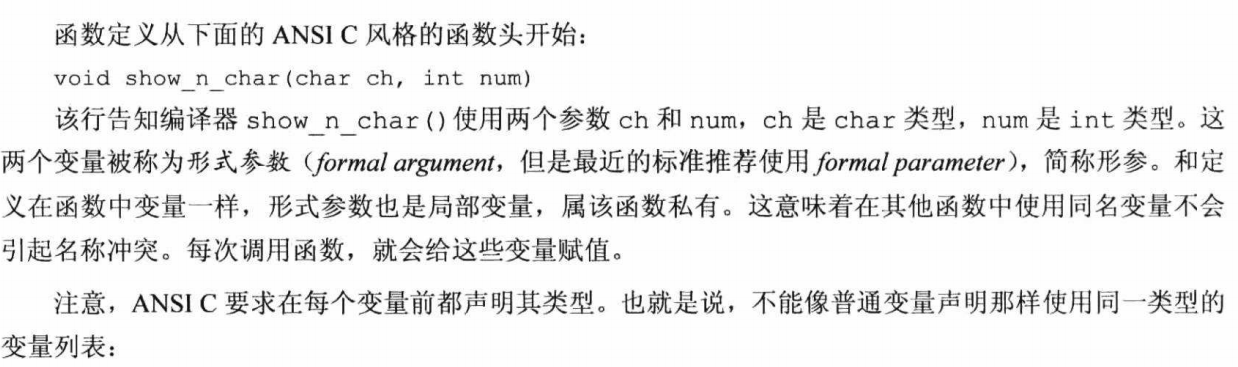 函数定义从下面的 ANSI C 风格的函数头开始：
void show_n_char(char ch, int num)
该行告知编译器 show_n_char()使用两个参数 ch 和 num，ch 是 char 类型，num 是 int 类型。这
两个变量被称为形式参数（formal argument，但是最近的标准推荐使用 formal parameter），简称形参。和定
义在函数中变量一样，形式参数也是局部变量，属该函数私有。这意味着在其他函数中使用同名变量不会
引起名称冲突。每次调用函数，就会给这些变量赋值。
注意，ANSI C 要求在每个变量前都声明其类型。也就是说，不能像普通变量声明那样使用同一类型的
变量列表：